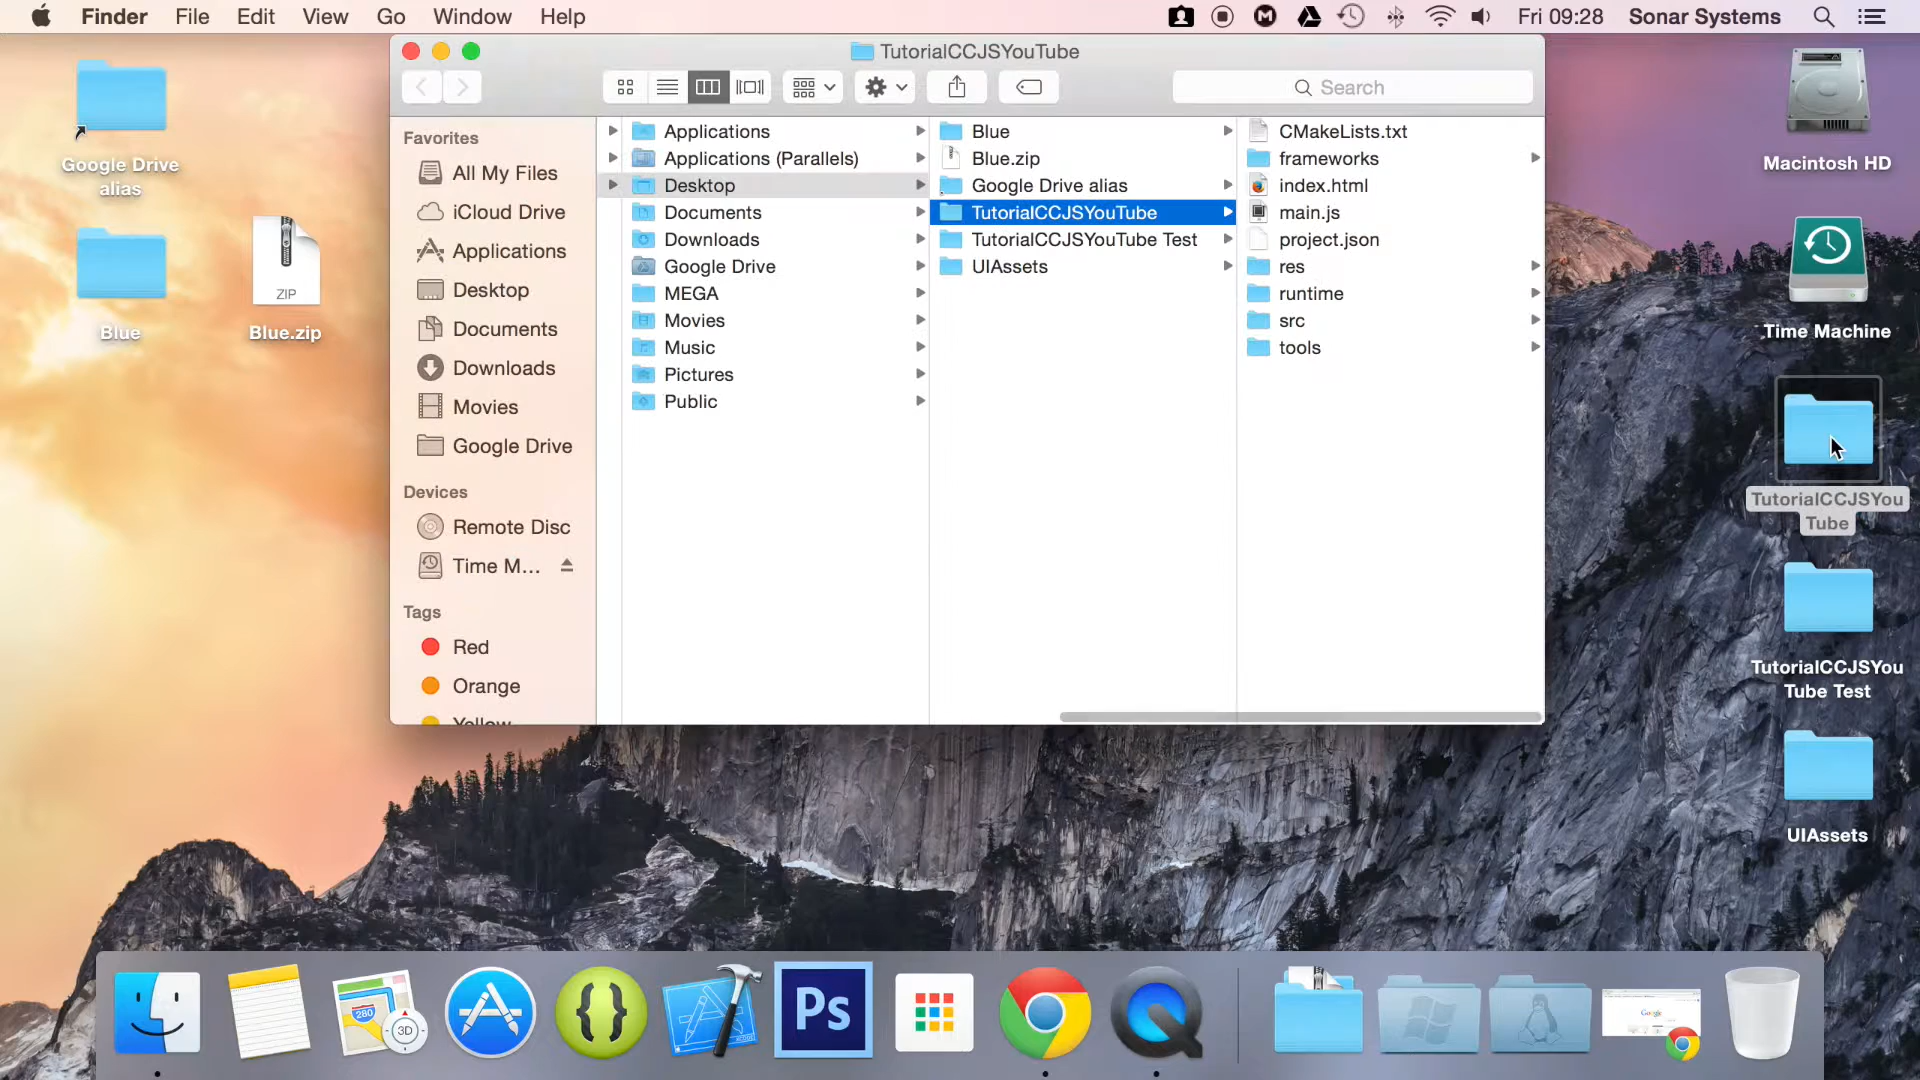 Finder File Edit View Go Window Help Fri 09:28 Sonar Systems
TutorialCCJSYouTube
Search
Favorites
All My Files
iCloud Drive
Applications
Desktop
Documents
Downloads
Movies
Google Drive
Devices
Remote Disc
Time M...
Tags
Red
Orange
Yellow
Applications
Applications (Parallels)
Desktop
Documents
Downloads
Google Drive
MEGA
Movies
Music
Pictures
Public
Blue
Blue.zip
Google Drive alias
TutorialCCJSYouTube
TutorialCCJSYouTube Test
UIAssets
CMakeLists.txt
frameworks
index.html
main.js
project.json
res
runtime
src
tools
Google Drive
alias
Blue
ZIP
Blue.zip
Macintosh HD
Time Machine
TutorialCCJSYou
Tube
TutorialCCJSYou
Tube Test
UIAssets
280
3D
{}
Ps
Google